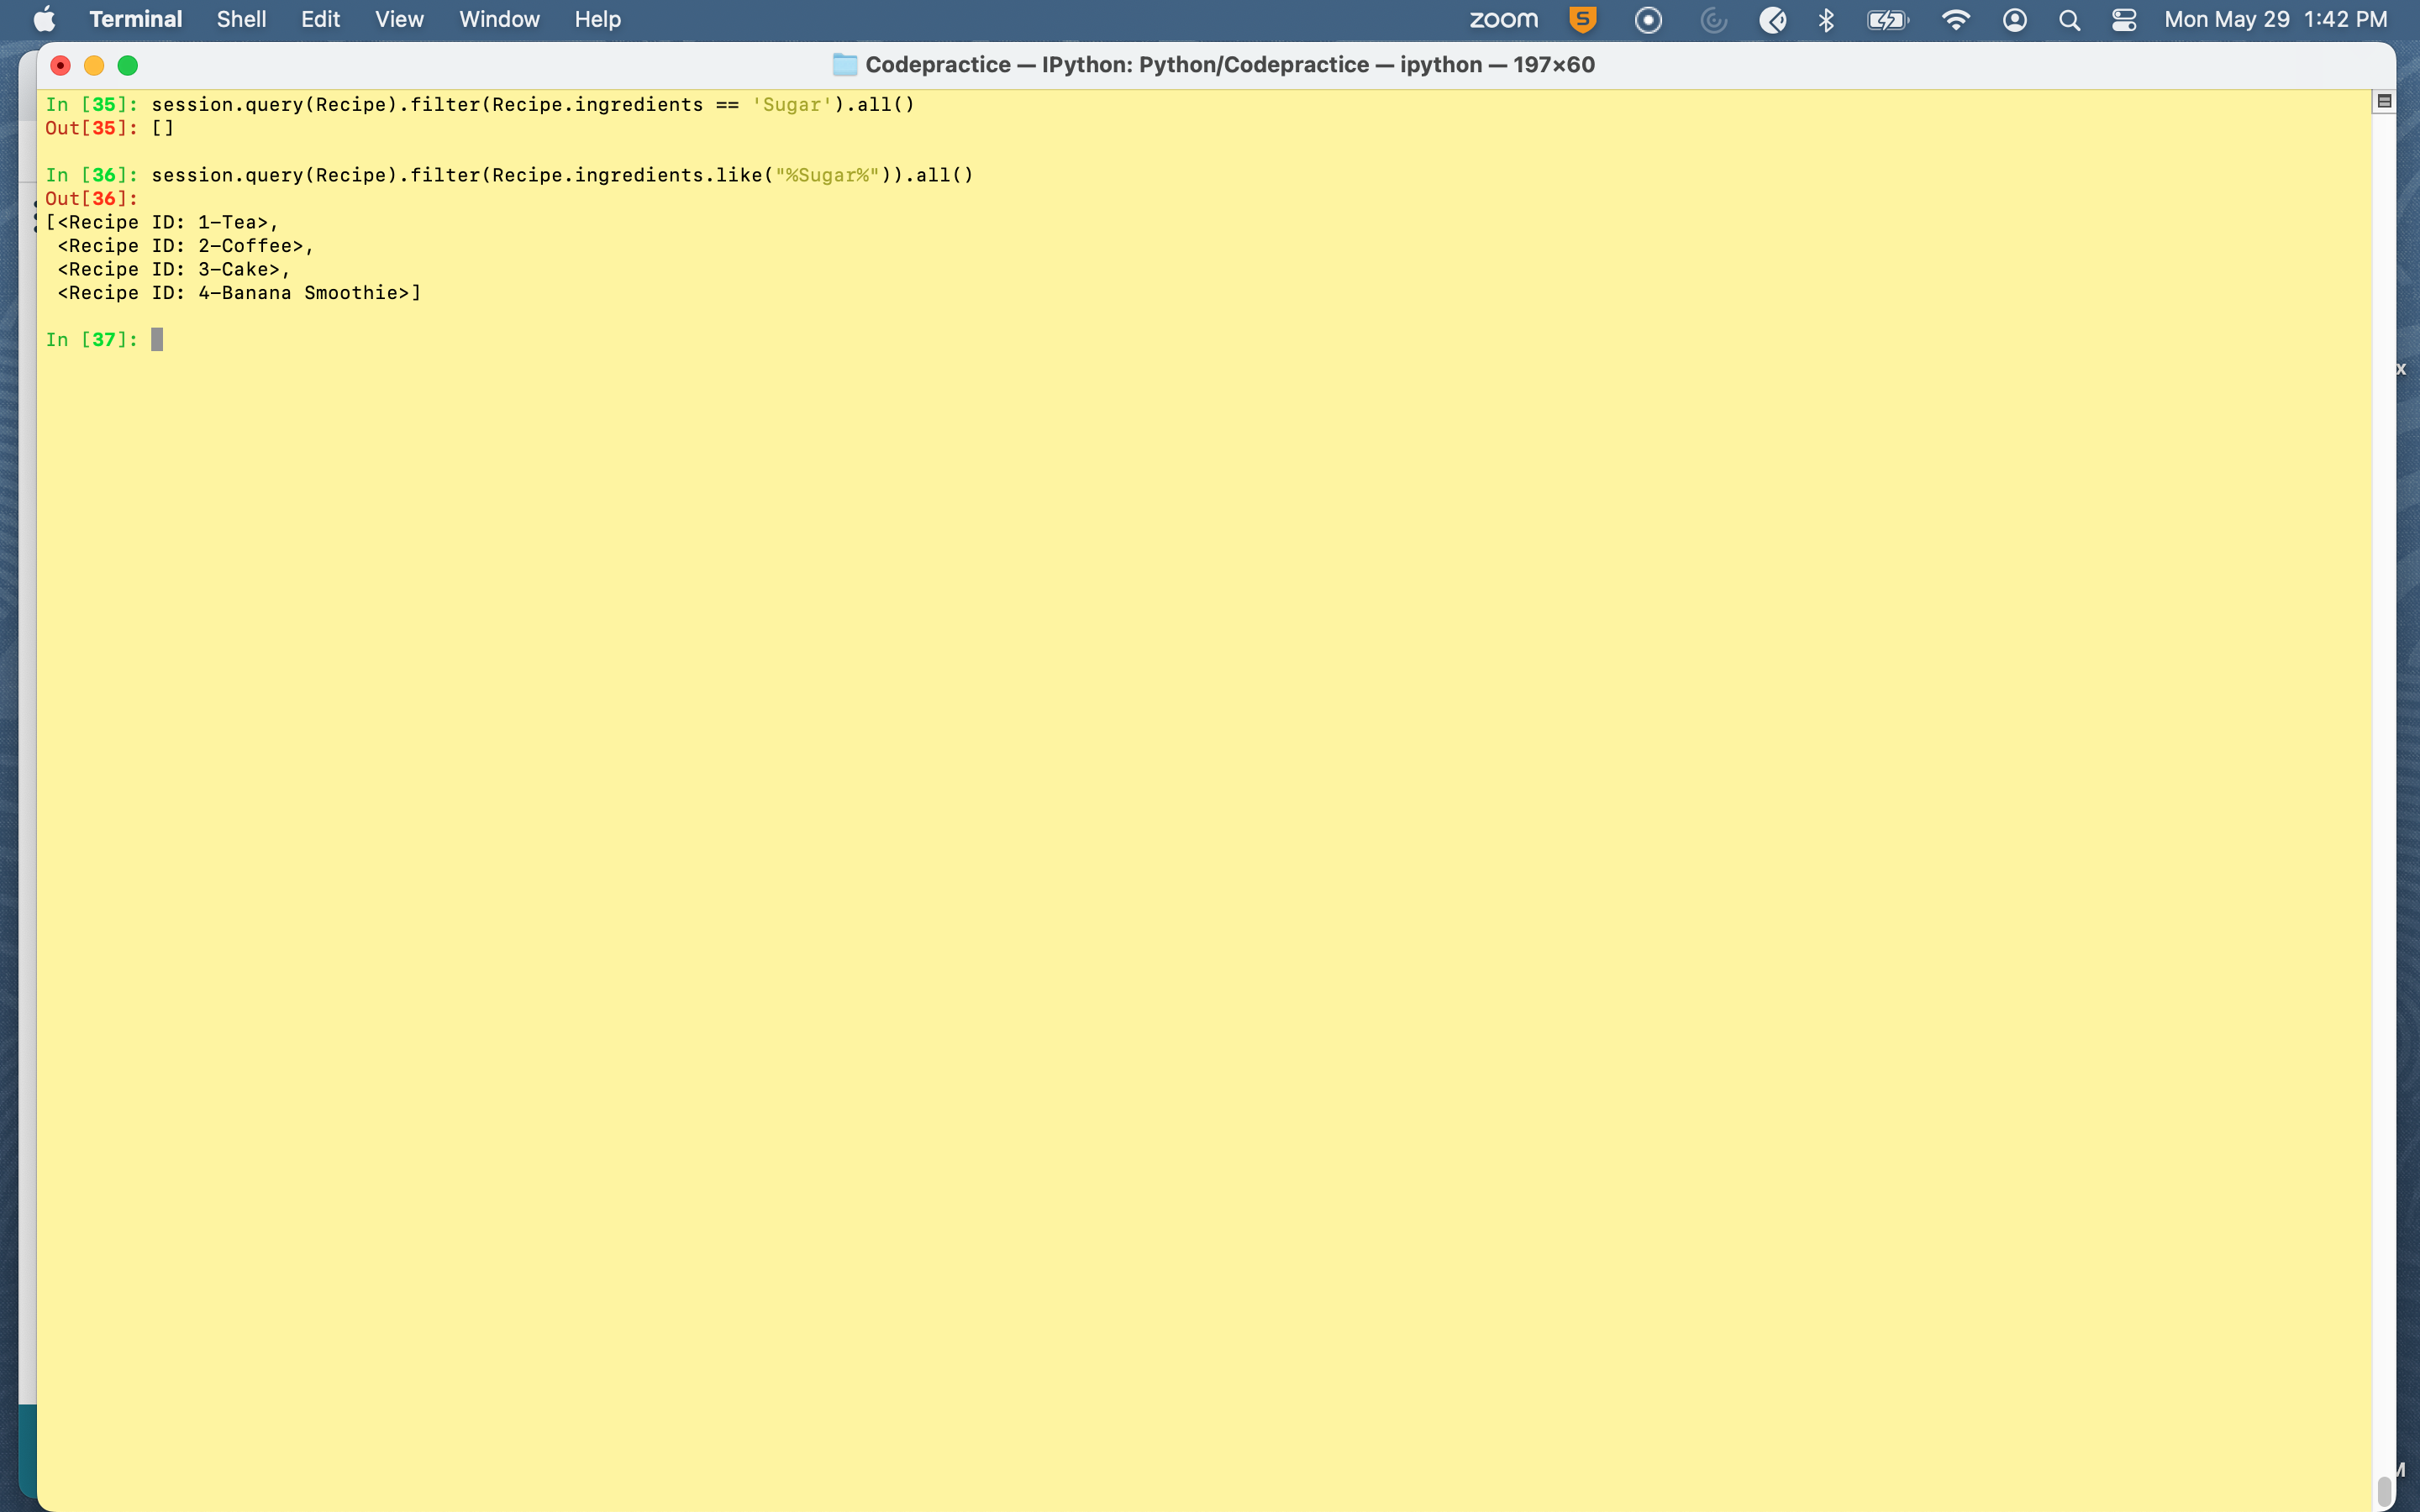 Terminal Shell Edit View Window Help zoom S Mon May 29 1:42 PM
Codepractice — IPython: Python/Codepractice — ipython — 197×60
In [35]: session.query(Recipe).filter(Recipe.ingredients == 'Sugar').all()
Out[35]: []
In [36]: session.query(Recipe).filter(Recipe.ingredients.like("%Sugar%")).all()
Out[36]:
[<Recipe ID: 1-Tea>,
<Recipe ID: 2-Coffee>,
<Recipe ID: 3-Cake>,
<Recipe ID: 4-Banana Smoothie>]
In [37]:
x